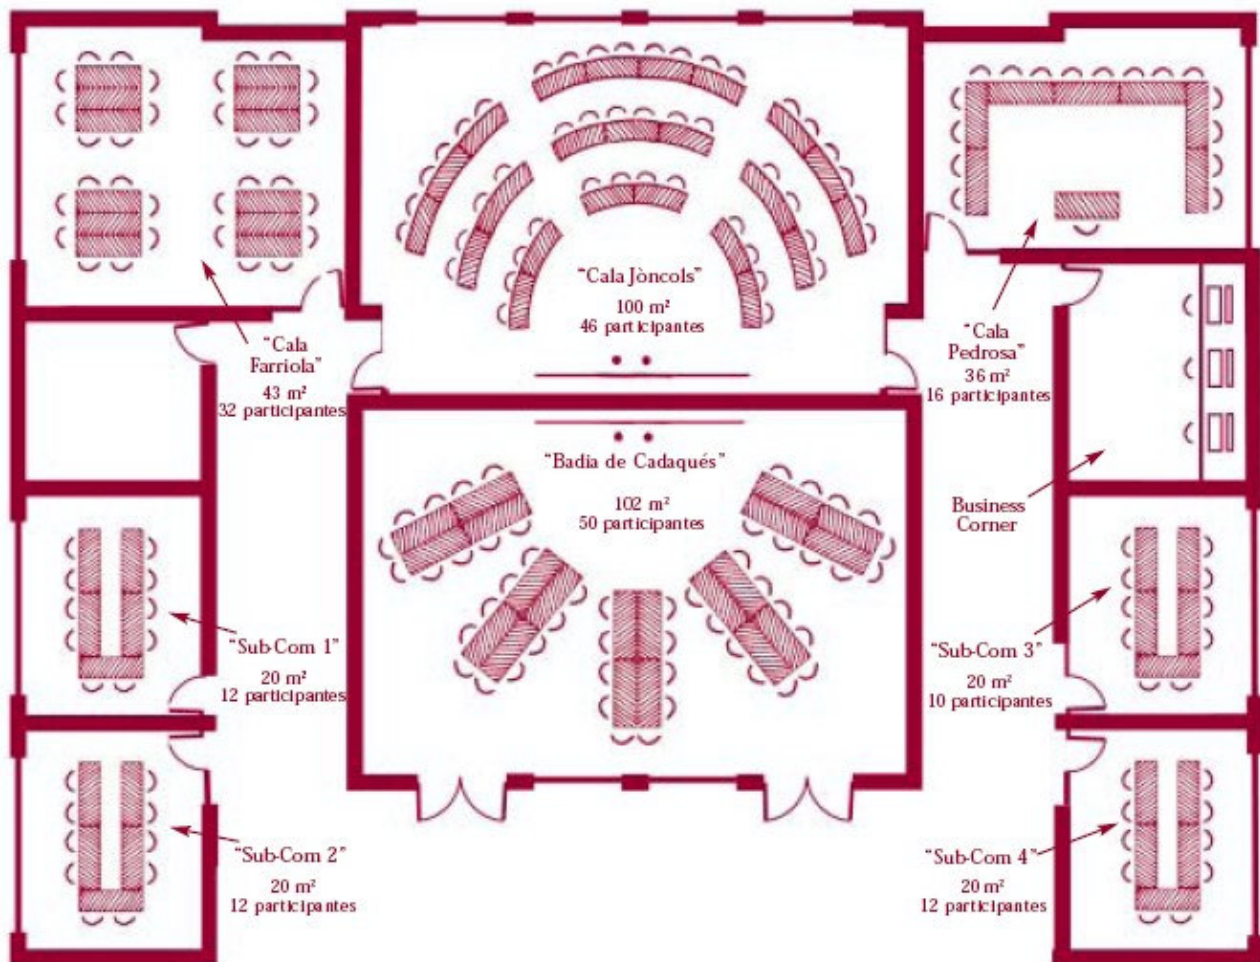 “Cala Jòncols”
100 m²
46 participantes
“Cala
Farriola”
43 m²
32 participantes
“Cala
Pedrosa”
36 m²
16 participantes
“Badia de Cadaqués”
102 m²
50 participantes
Business
Corner
“Sub-Com 1”
20 m²
12 participantes
“Sub-Com 3”
20 m²
10 participantes
“Sub-Com 2”
20 m²
12 participantes
“Sub-Com 4”
20 m²
12 participantes